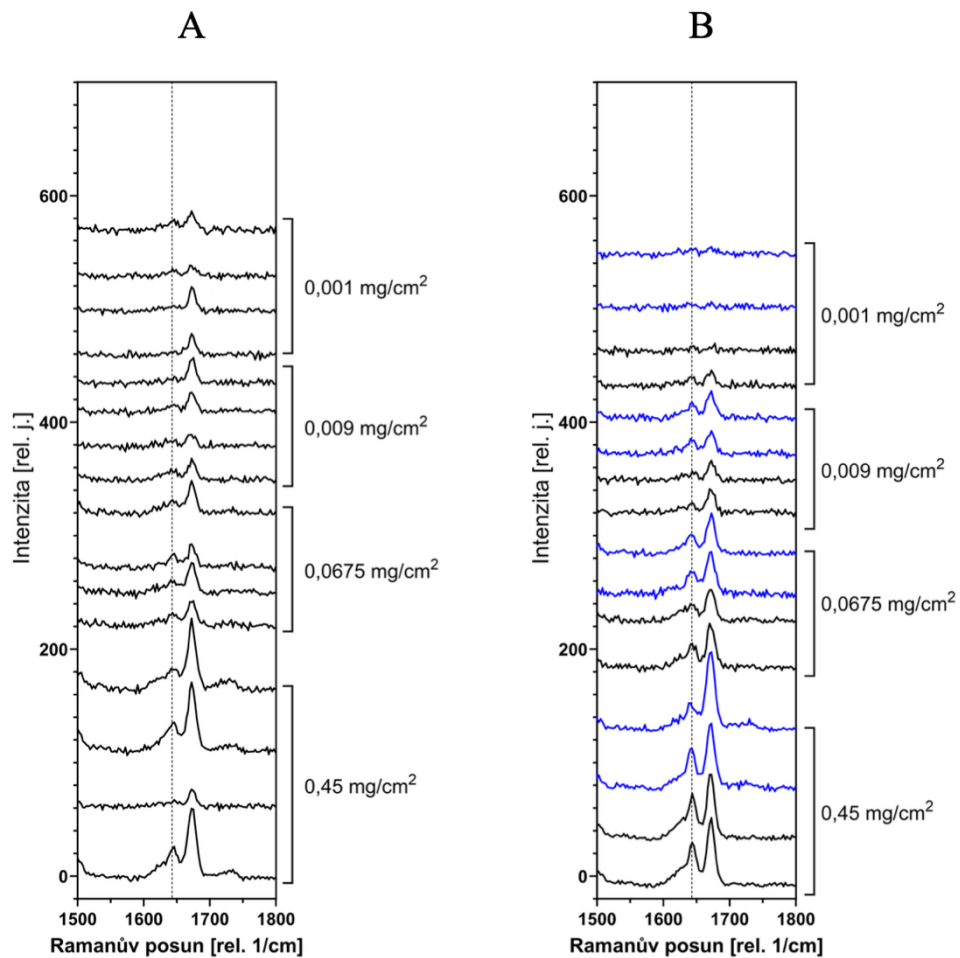 A
B
600
400
200
0
Intenzita [rel. j.]
0,001 mg/cm²
0,009 mg/cm²
0,0675 mg/cm²
0,45 mg/cm²
1500 1600 1700 1800
Ramanův posun [rel. 1/cm]
600
400
200
0
Intenzita [rel. j.]
0,001 mg/cm²
0,009 mg/cm²
0,0675 mg/cm²
0,45 mg/cm²
1500 1600 1700 1800
Ramanův posun [rel. 1/cm]